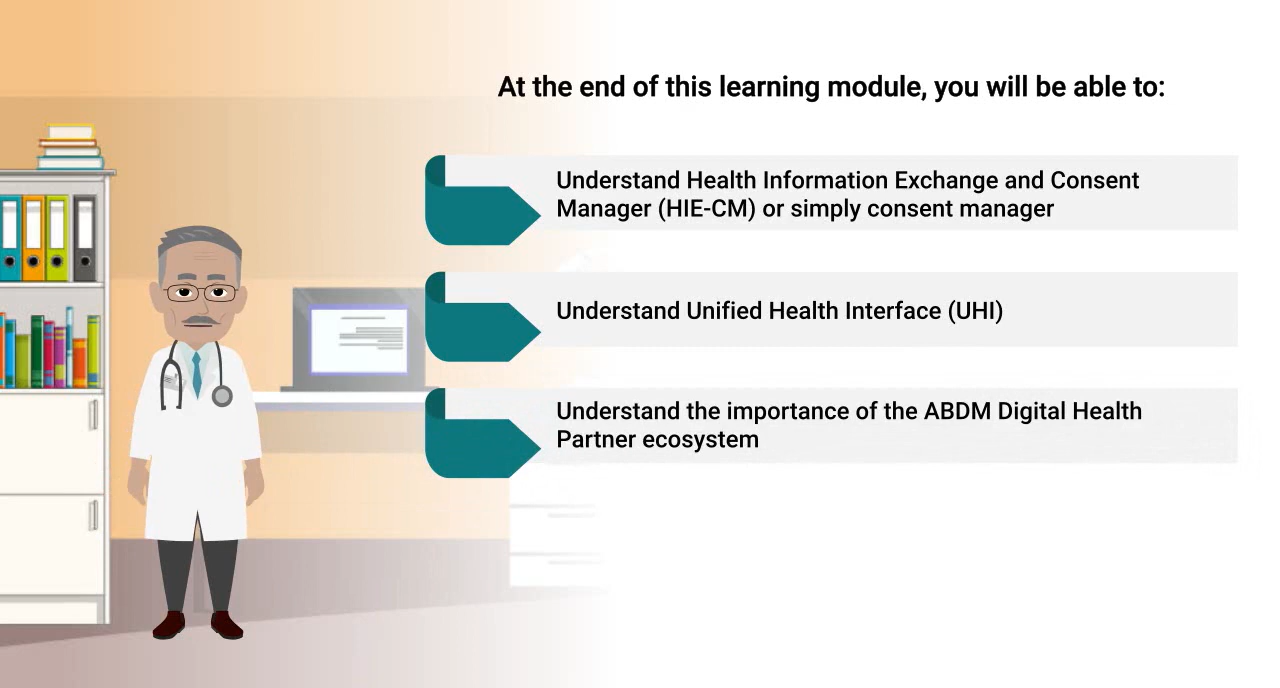 At the end of this learning module, you will be able to:
Understand Health Information Exchange and Consent
Manager (HIE-CM) or simply consent manager
Understand Unified Health Interface (UHI)
Understand the importance of the ABDM Digital Health
Partner ecosystem